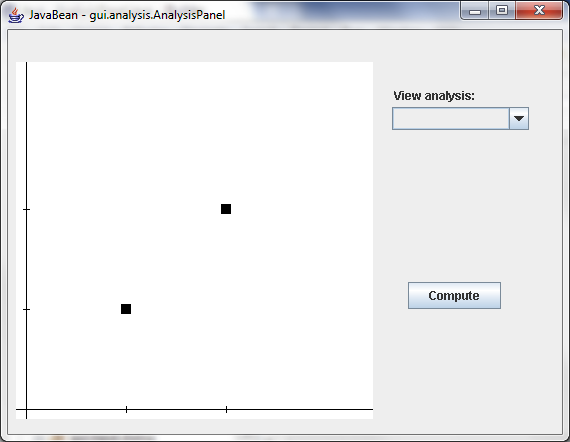 JavaBean - gui.analysis.AnalysisPanel
View analysis:
Compute